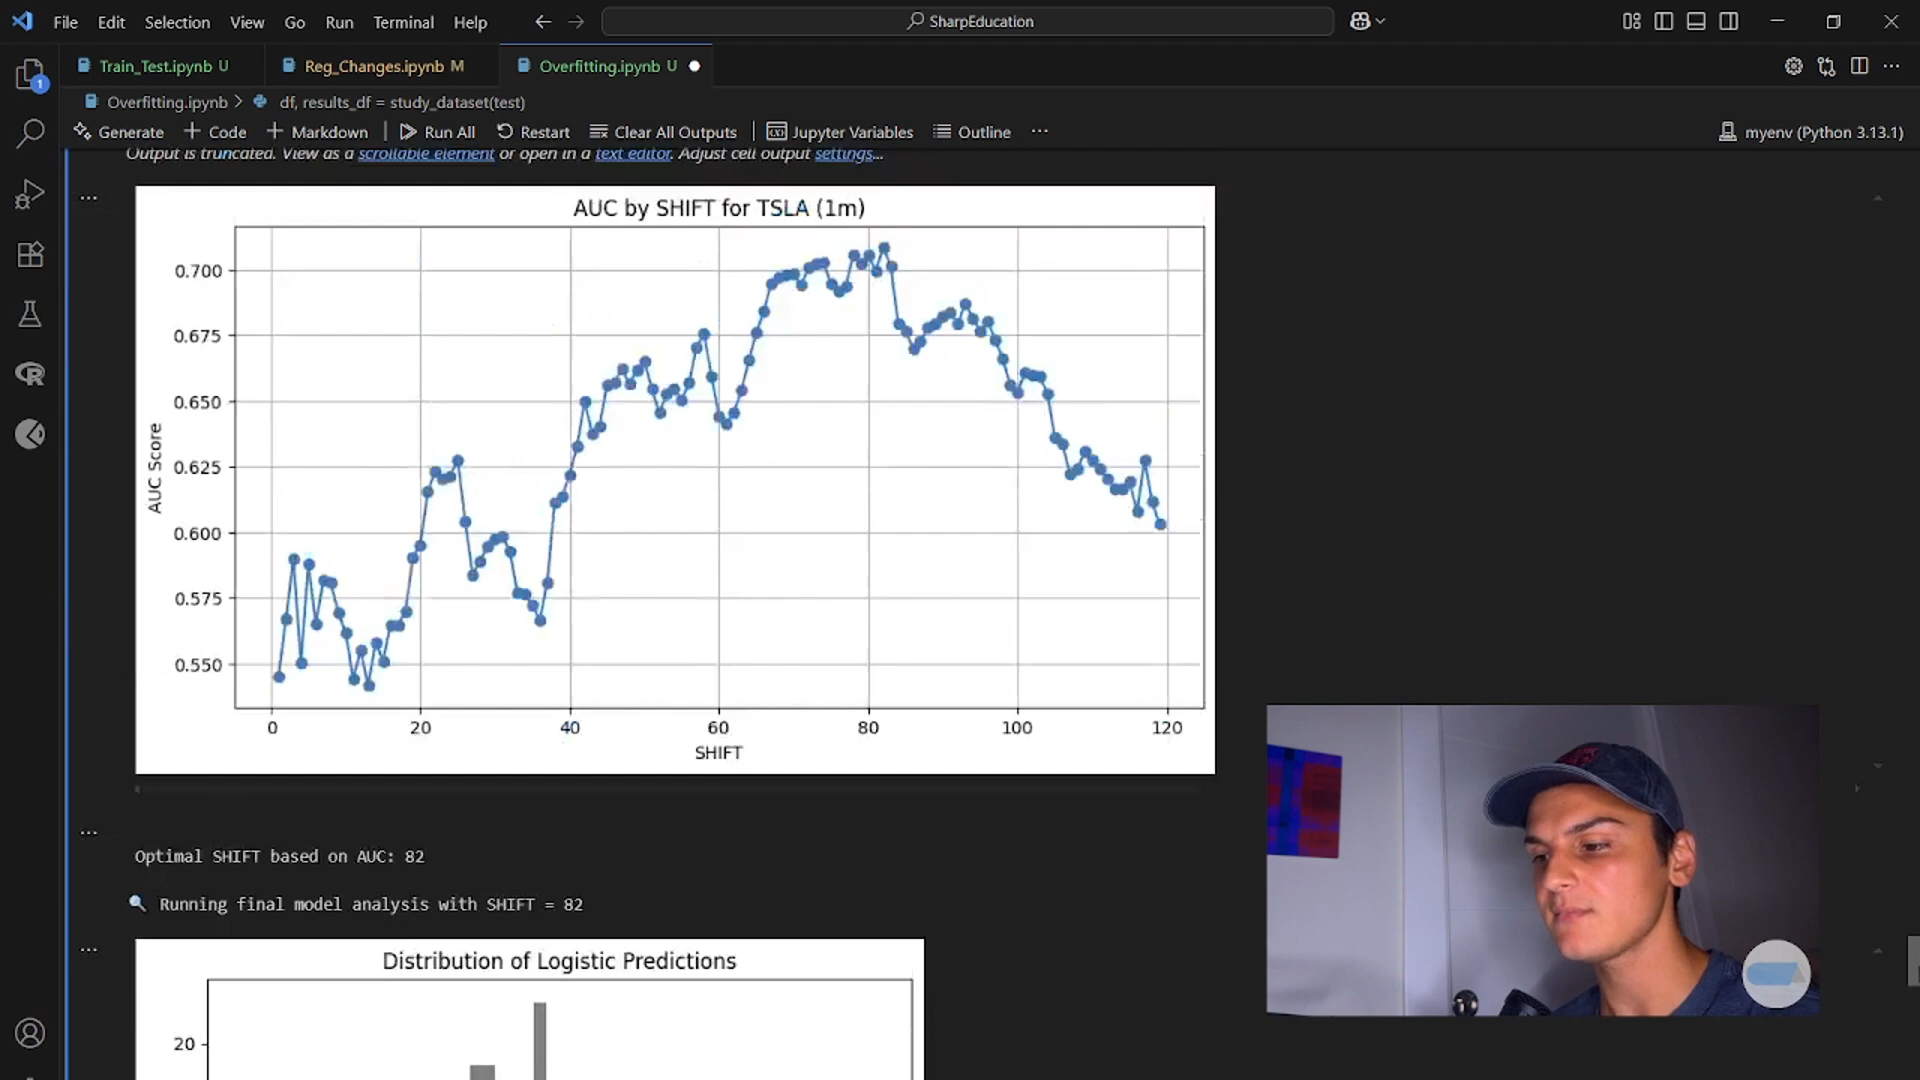 File Edit Selection View Go Run Terminal Help SharpEducation
Train_Test.ipynb U Reg_Changes.ipynb M Overfitting.ipynb U
Overfitting.ipynb > df, results_df = study_dataset(test)
Generate + Code + Markdown Run All Restart Clear All Outputs Jupyter Variables Outline ... myenv (Python 3.13.1)
Output is truncated. View as a scrollable element or open in a text editor. Adjust cell output settings...
AUC by SHIFT for TSLA (1m)
0.700
0.675
0.650
0.625
0.600
0.575
0.550
AUC Score
0 20 40 60 80 100 120
SHIFT
Optimal SHIFT based on AUC: 82
Running final model analysis with SHIFT = 82
Distribution of Logistic Predictions
20
1
R